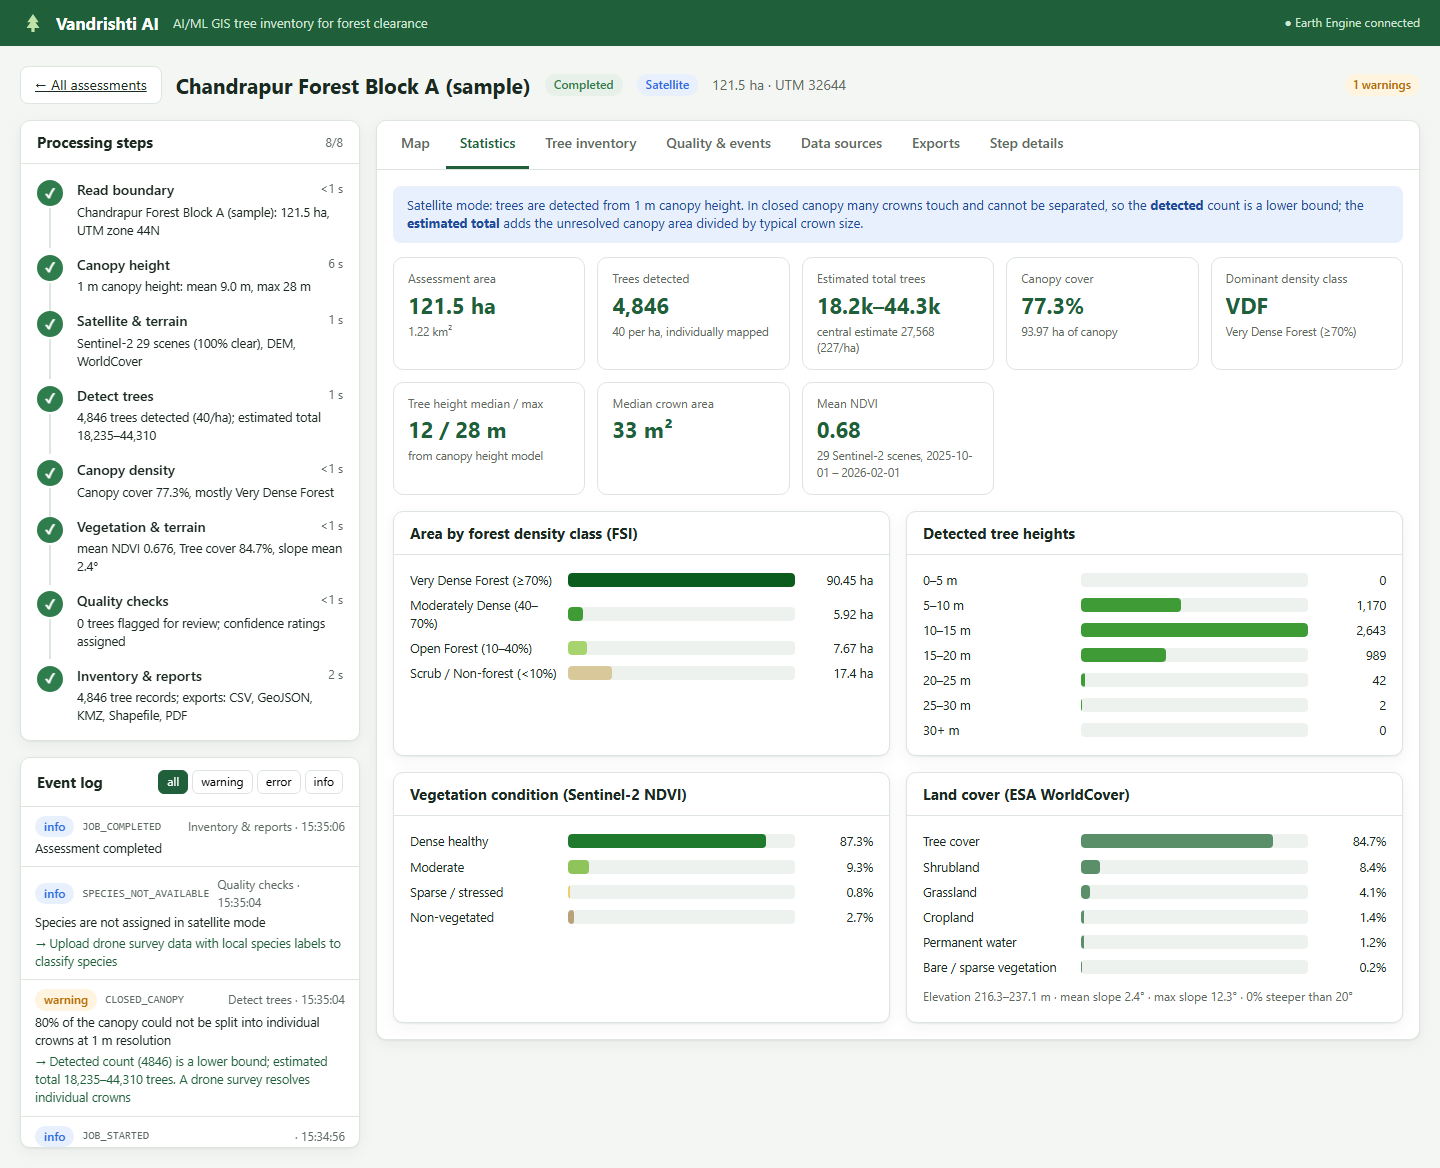 Vandrishti AI AI/ML GIS tree inventory for forest clearance
● Earth Engine connected
← All assessments
Chandrapur Forest Block A (sample)
Completed
Satellite
121.5 ha · UTM 32644
1 warnings
Processing steps 8/8
Read boundary <1 s
Chandrapur Forest Block A (sample): 121.5 ha,
UTM zone 44N
Canopy height 6 s
1 m canopy height: mean 9.0 m, max 28 m
Satellite & terrain 1 s
Sentinel-2 29 scenes (100% clear), DEM,
WorldCover
Detect trees 1 s
4,846 trees detected (40/ha); estimated total
18,235–44,310
Canopy density <1 s
Canopy cover 77.3%, mostly Very Dense Forest
Vegetation & terrain <1 s
mean NDVI 0.676, Tree cover 84.7%, slope mean
2.4°
Quality checks <1 s
0 trees flagged for review; confidence ratings
assigned
Inventory & reports 2 s
4,846 tree records; exports: CSV, GeoJSON,
KMZ, Shapefile, PDF
Event log all warning error info
info JOB_COMPLETED Inventory & reports · 15:35:06
Assessment completed
info SPECIES_NOT_AVAILABLE Quality checks ·
15:35:04
Species are not assigned in satellite mode
→ Upload drone survey data with local species labels to
classify species
warning CLOSED_CANOPY Detect trees · 15:35:04
80% of the canopy could not be split into individual
crowns at 1 m resolution
→ Detected count (4846) is a lower bound; estimated
total 18,235–44,310 trees. A drone survey resolves
individual crowns
info JOB_STARTED · 15:34:56
Map Statistics Tree inventory Quality & events Data sources Exports Step details
Satellite mode: trees are detected from 1 m canopy height. In closed canopy many crowns touch and cannot be separated, so the detected count is a lower bound; the
estimated total adds the unresolved canopy area divided by typical crown size.
Assessment area
121.5 ha
1.22 km²
Trees detected
4,846
40 per ha, individually mapped
Estimated total trees
18.2k–44.3k
central estimate 27,568
(227/ha)
Canopy cover
77.3%
93.97 ha of canopy
Dominant density class
VDF
Very Dense Forest (≥70%)
Tree height median / max
12 / 28 m
from canopy height model
Median crown area
33 m²
Mean NDVI
0.68
29 Sentinel-2 scenes, 2025-10-
01 – 2026-02-01
Area by forest density class (FSI)
Very Dense Forest (≥70%) 90.45 ha
Moderately Dense (40–
70%) 5.92 ha
Open Forest (10–40%) 7.67 ha
Scrub / Non-forest (<10%) 17.4 ha
Detected tree heights
0–5 m 0
5–10 m 1,170
10–15 m 2,643
15–20 m 989
20–25 m 42
25–30 m 2
30+ m 0
Vegetation condition (Sentinel-2 NDVI)
Dense healthy 87.3%
Moderate 9.3%
Sparse / stressed 0.8%
Non-vegetated 2.7%
Land cover (ESA WorldCover)
Tree cover 84.7%
Shrubland 8.4%
Grassland 4.1%
Cropland 1.4%
Permanent water 1.2%
Bare / sparse vegetation 0.2%
Elevation 216.3–237.1 m · mean slope 2.4° · max slope 12.3° · 0% steeper than 20°